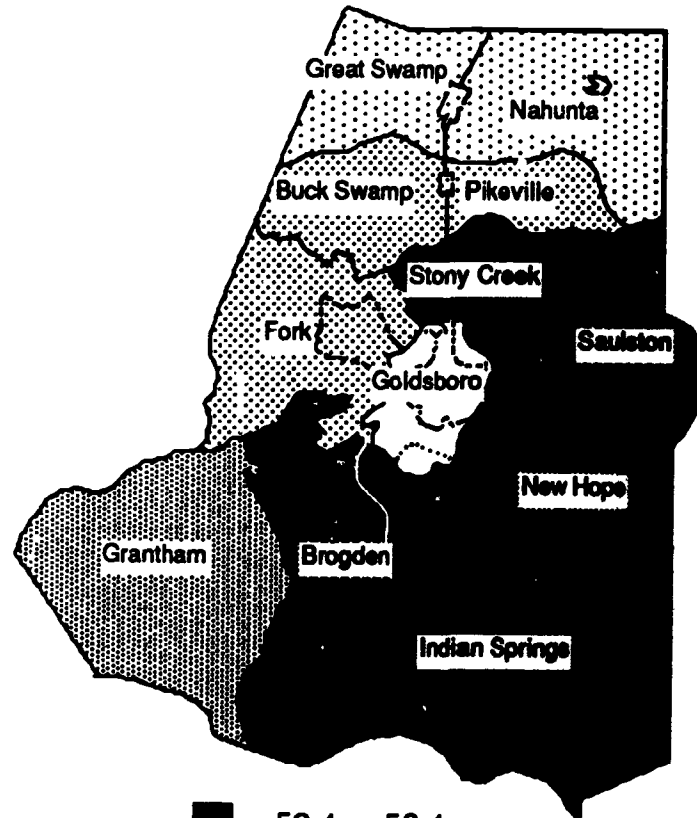 Great Swamp
Nahunta
Buck Swamp
Pikeville
Stony Creek
Fork
Saulston
Goldsboro
New Hope
Grantham
Brogden
Indian Springs